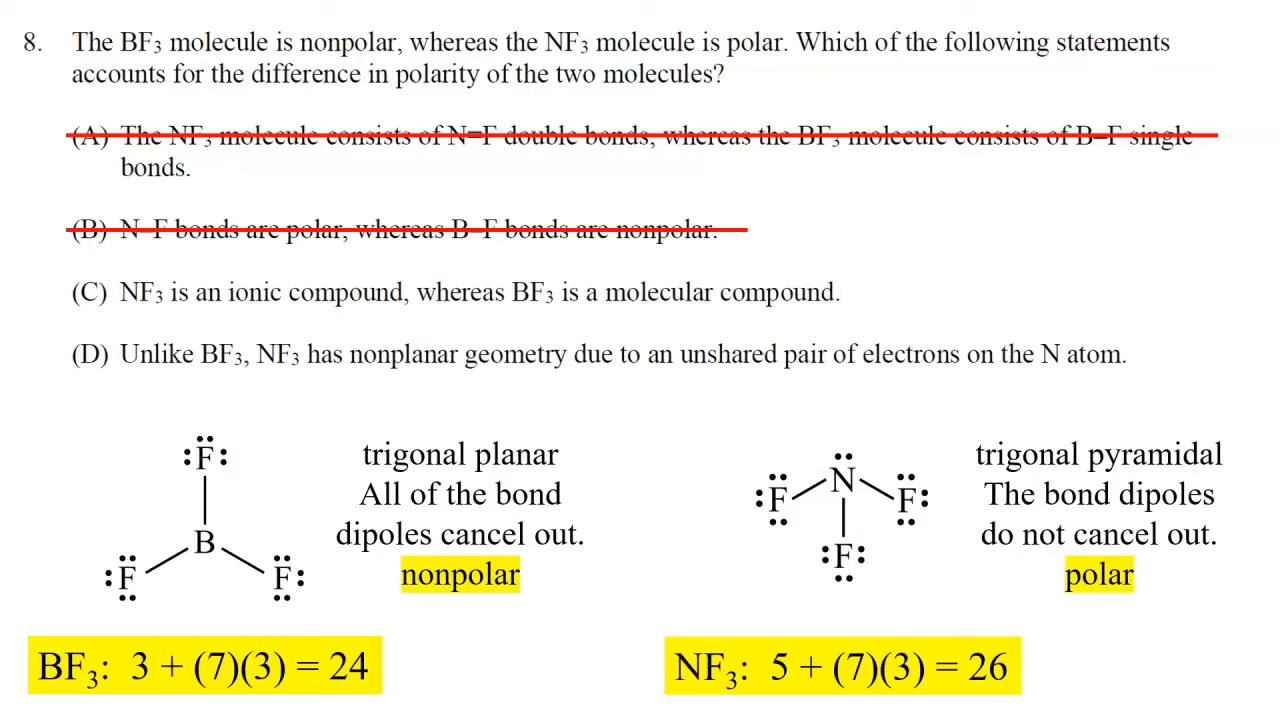 8. The BF₃ molecule is nonpolar, whereas the NF₃ molecule is polar. Which of the following statements
accounts for the difference in polarity of the two molecules?
(A) The NF₃ molecule consists of N=F double bonds, whereas the BF₃ molecule consists of B–F single
bonds.
(B) N–F bonds are polar, whereas B–F bonds are nonpolar.
(C) NF₃ is an ionic compound, whereas BF₃ is a molecular compound.
(D) Unlike BF₃, NF₃ has nonplanar geometry due to an unshared pair of electrons on the N atom.
F
B
F F
trigonal planar
All of the bond
dipoles cancel out.
nonpolar
N
F F
F
trigonal pyramidal
The bond dipoles
do not cancel out.
polar
BF₃: 3 + (7)(3) = 24
NF₃: 5 + (7)(3) = 26